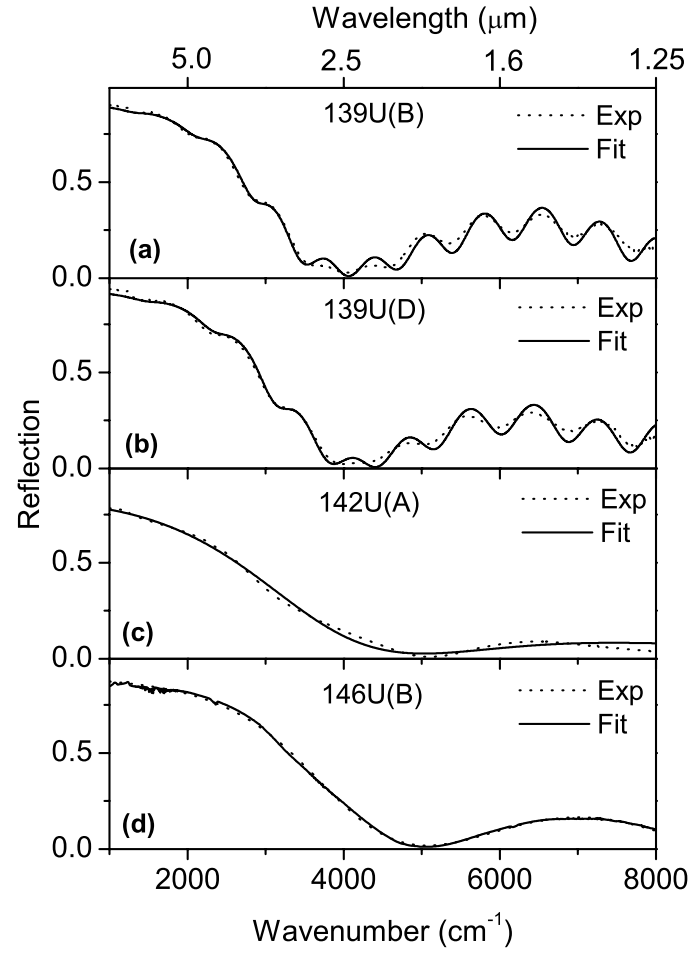 Wavelength (μm)
5.0 2.5 1.6 1.25
139U(B)
Exp
Fit
0.5
(a)
0.0
139U(D)
Exp
Fit
0.5
(b)
0.0
142U(A)
Exp
Fit
0.5
(c)
0.0
146U(B)
Exp
Fit
0.5
(d)
0.0
Reflection
2000 4000 6000 8000
Wavenumber (cm⁻¹)